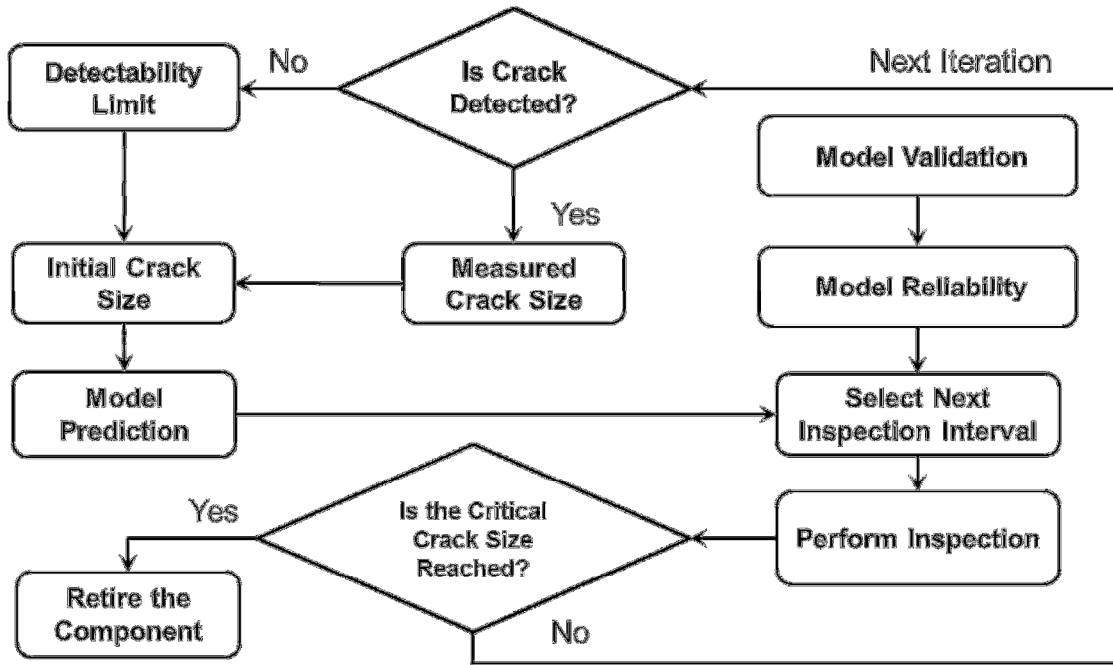 No
Next Iteration
Detectability
Limit
Is Crack
Detected?
Model Validation
Yes
Initial Crack
Size
Measured
Crack Size
Model Reliability
Model
Prediction
Select Next
Inspection Interval
Yes
Is the Critical
Crack Size
Reached?
Perform Inspection
Retire the
Component
No